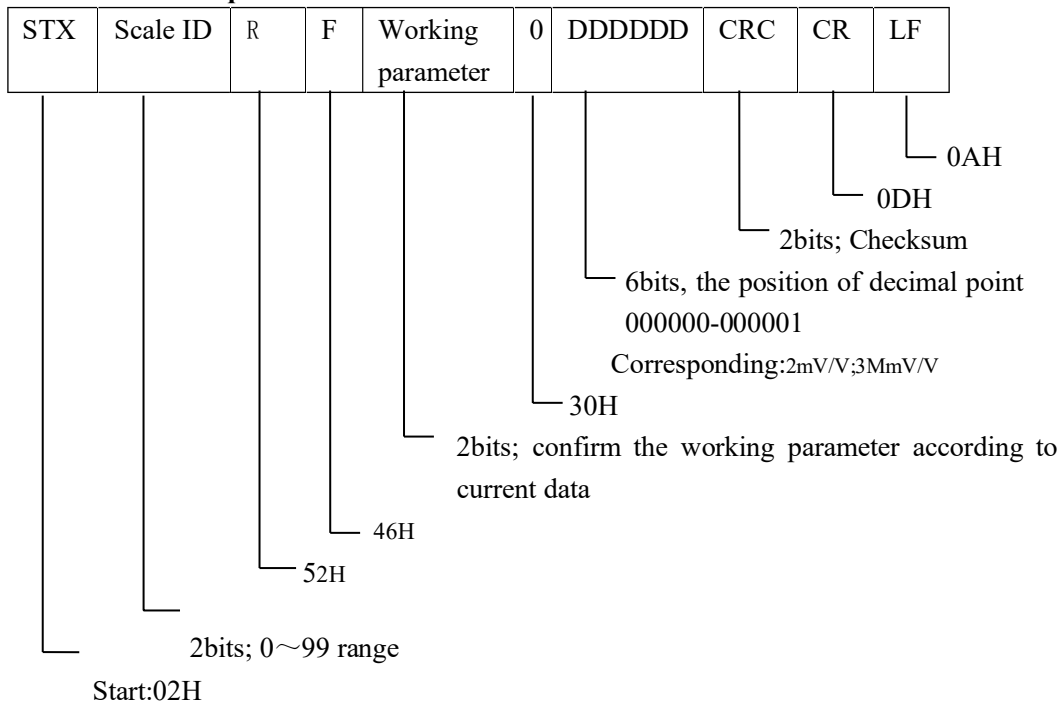 STX Scale ID R F Working parameter 0 DDDDDD CRC CR LF
0AH
0DH
2bits; Checksum
6bits, the position of decimal point
000000-000001
Corresponding:2mV/V;3MmV/V
30H
2bits; confirm the working parameter according to
current data
46H
52H
2bits; 0～99 range
Start:02H